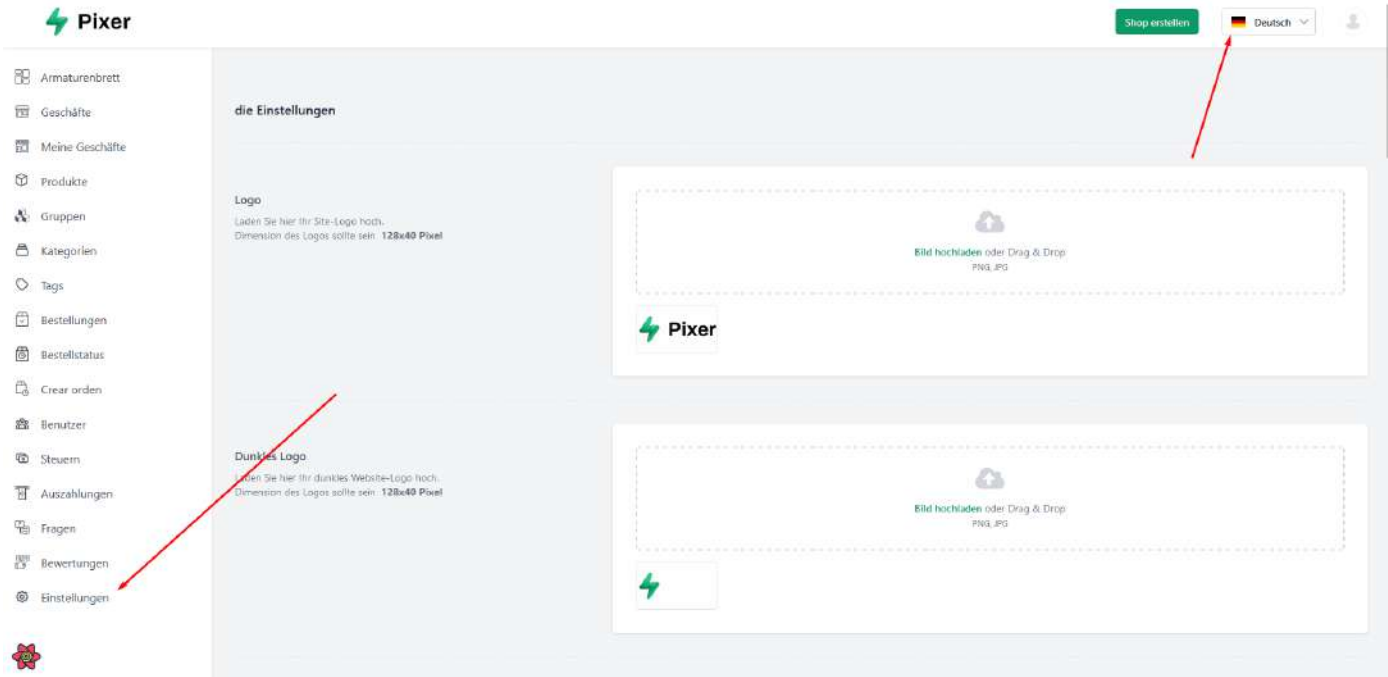 Pixer
Shop erstellen
Deutsch
Armaturenbrett
Geschäfte
Meine Geschäfte
Produkte
Gruppen
Kategorien
Tags
Bestellungen
Bestellstatus
Crear orden
Benutzer
Steuern
Auszahlungen
Fragen
Bewertungen
Einstellungen
die Einstellungen
Logo
Laden Sie hier Ihr Site-Logo hoch.
Dimension des Logos sollte sein 128x40 Pixel
Bild hochladen oder Drag & Drop
PNG, JPG
Pixer
Dunkles Logo
Laden Sie hier Ihr dunkles Website-Logo hoch.
Dimension des Logos sollte sein 128x40 Pixel
Bild hochladen oder Drag & Drop
PNG, JPG